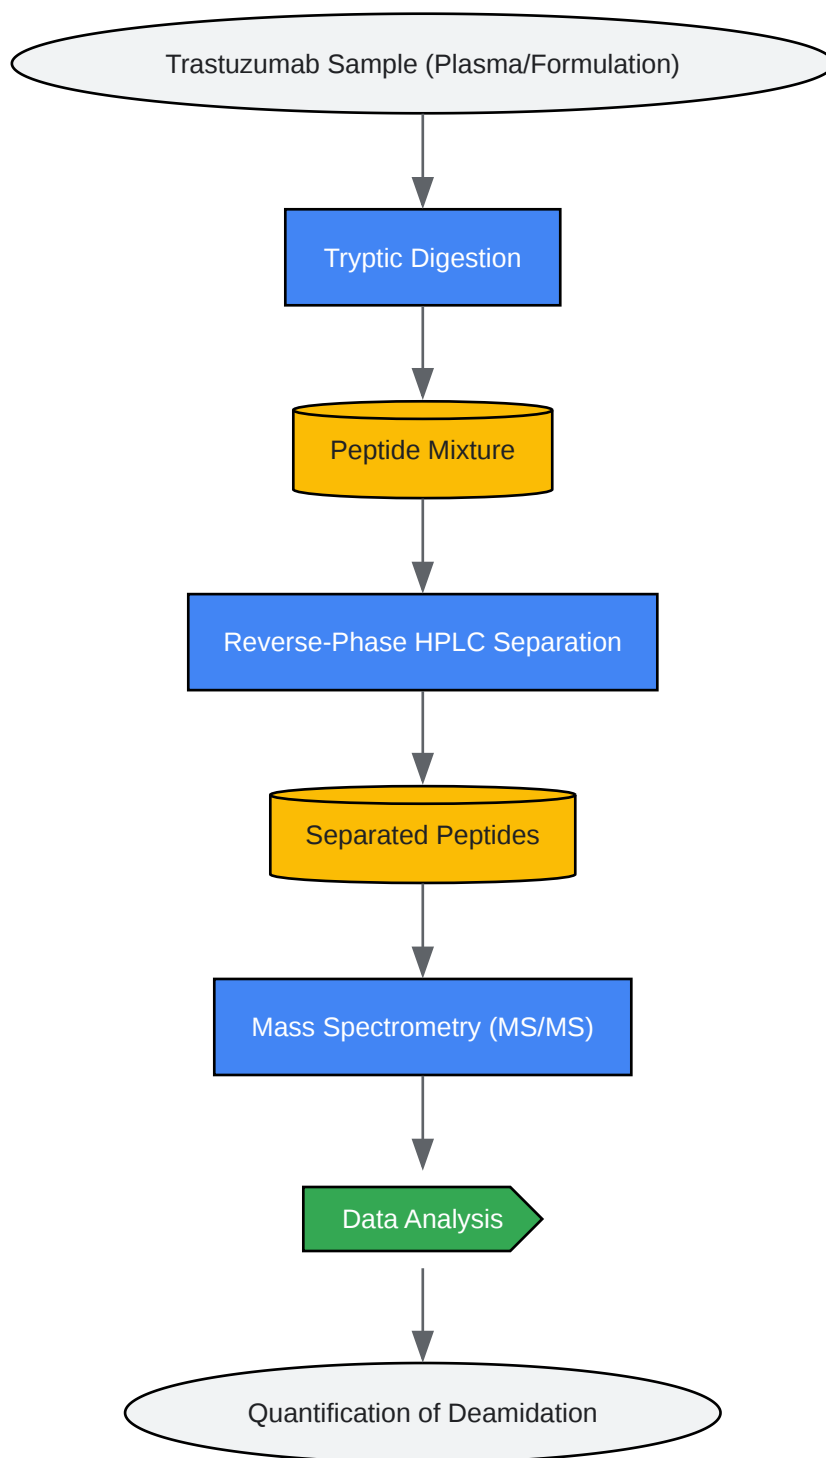 Trastuzumab Sample (Plasma/Formulation)
Tryptic Digestion
Peptide Mixture
Reverse-Phase HPLC Separation
Separated Peptides
Mass Spectrometry (MS/MS)
Data Analysis
Quantification of Deamidation